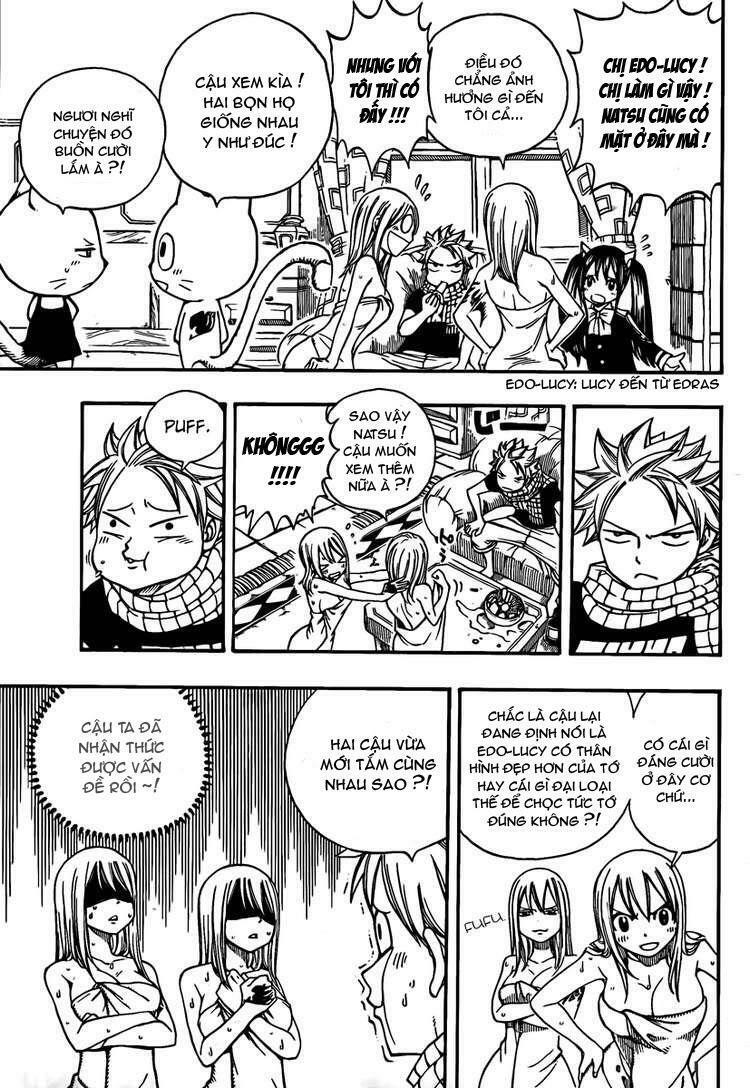 CHỊ EDO-LUCY !
CHỊ LÀM GÌ VẬY !
NATSU CŨNG CÓ
MẶT Ở ĐÂY MÀ !
ĐIỀU ĐÓ
CHẲNG ẢNH
HƯỞNG GÌ ĐẾN
TÔI CẢ...
NHƯNG VỚI
TÔI THÌ CÓ
ĐẤY !!!
CẬU XEM KÌA !
HAI BỌN HỌ
GIỐNG NHAU
Y NHƯ ĐÚC !
NGƯƠI NGHĨ
CHUYỆN ĐÓ
BUỒN CƯỜI
LẮM À ?!
EDO-LUCY: LUCY ĐẾN TỪ EDRAS
SAO VẬY
NATSU !
CẬU MUỐN
XEM THÊM
NỮA À ?!
KHÔNGGG
!!!!
PUFF.
CÓ CÁI GÌ
ĐÁNG CƯỜI
Ở ĐÂY CƠ
CHỨ...
CHẮC LÀ CẬU LẠI
ĐANG ĐỊNH NÓI LÀ
EDO-LUCY CÓ THÂN
HÌNH ĐẸP HƠN CỦA TỚ
HAY CÁI GÌ ĐẠI LOẠI
THẾ ĐỂ CHỌC TỨC TỚ
ĐÚNG KHÔNG ?!
FUFU.
HAI CẬU VỪA
MỚI TẮM CÙNG
NHAU SAO ?!
CẬU TA ĐÃ
NHẬN THỨC
ĐƯỢC VẤN
ĐỀ RỒI ~!